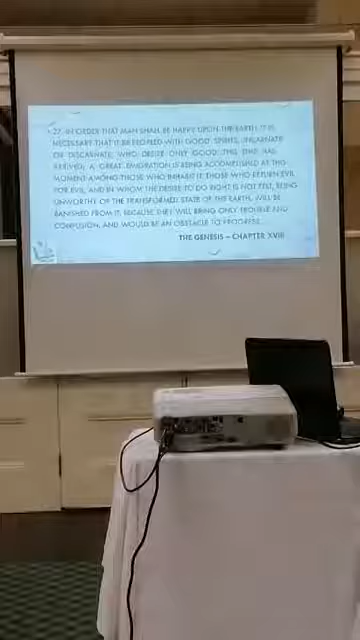 27. IN ORDER THAT MAN SHALL BE HAPPY UPON THE EARTH, IT IS
NECESSARY THAT IT BE PEOPLED WITH GOOD SPIRITS, INCARNATE
OR DISCARNATE, WHO DESIRE ONLY GOOD. THIS TIME HAS
ARRIVED, A GREAT EMIGRATION IS BEING ACCOMPLISHED AT THIS
MOMENT AMONG THOSE WHO INHABIT IT. THOSE WHO RETURN EVIL
FOR EVIL, AND IN WHOM THE DESIRE TO DO RIGHT IS NOT FELT, BEING
UNWORTHY OF THE TRANSFORMED STATE OF THE EARTH, WILL BE
BANISHED FROM IT, BECAUSE THEY WILL BRING ONLY TROUBLE AND
CONFUSION, AND WOULD BE AN OBSTACLE TO PROGRESS.
THE GENESIS – CHAPTER XVIII